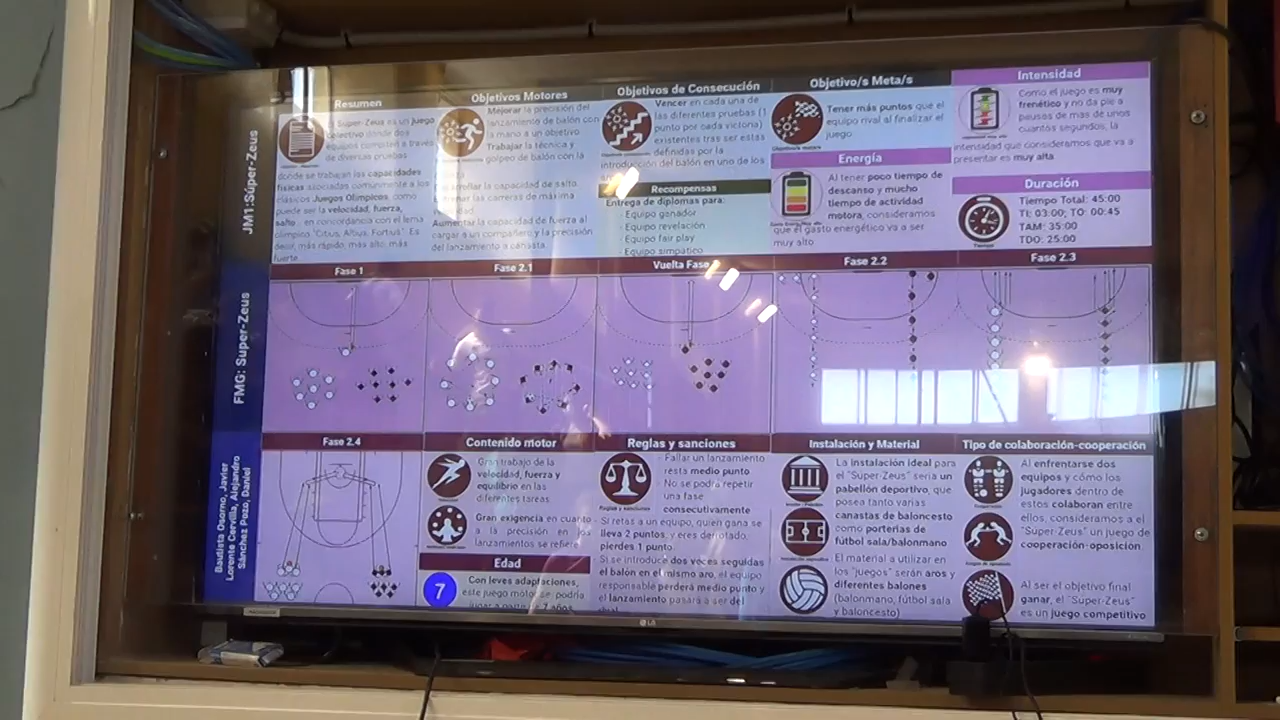 JM1:Súper-Zeus
FMG: Súper-Zeus
Bautista Osorno, Javier
Lorente Cervilla, Alejandro
Sánchez Pozo, Daniel
Resumen
Súper-Zeus es un juego
colectivo donde dos
equipos compiten a través
de diversas pruebas
donde se trabajan las capacidades
físicas asociadas comúnmente a los
clásicos Juegos Olímpicos, como
puede ser la velocidad, fuerza,
salto... en concordancia con el lema
olímpico "Citius, Altius, Fortius". Es
decir, más rápido, más alto, más
fuerte.
Objetivos Motores
Mejorar la precisión del
lanzamiento de balón con
la mano a un objetivo
Trabajar la técnica y
golpeo de balón con la
la capacidad de salto.
las carreras de máxima
Aumentar la capacidad de fuerza al
cargar a un compañero y la precisión
del lanzamiento a canasta.
Objetivos de Consecución
Vencer en cada una de
las diferentes pruebas (1
punto por cada victoria)
existentes tras ser estas
definidas por la
introducción del balón en uno de los
Recompensas
Entrega de diplomas para:
- Equipo ganador
- Equipo revelación
- Equipo fair play
- Equipo simpático
Objetivo/s Meta/s
Tener más puntos que el
equipo rival al finalizar el
juego
Energía
Al tener poco tiempo de
descanso y mucho
tiempo de actividad
motora, consideramos
que el gasto energético va a ser
muy alto
Intensidad
Como el juego es muy
frenético y no da pie a
pausas de más de unos
cuantos segundos, la
intensidad que consideramos que va a
presentar es muy alta
Duración
Tiempo Total: 45:00
TI: 03:00; TO: 00:45
TAM: 35:00
TDO: 25:00
Tiempo
Fase 1
Fase 2.1
Vuelta Fase
Fase 2.2
Fase 2.3
Fase 2.4
Contenido motor
Gran trabajo de la
velocidad, fuerza y
equilibrio en las
diferentes tareas
Gran exigencia en cuanto
a la precisión en los
lanzamientos se refiere
Edad
7
Con leves adaptaciones,
este juego motor se podría
jugar a partir de 7 años
Reglas y sanciones
- Fallar un lanzamiento
resta medio punto
- No se podrá repetir
una fase
consecutivamente
Reglas y sanciones
- Si retas a un equipo, quien gana se
lleva 2 puntos, y eres derrotado,
pierdes 1 punto.
Si se introduce dos veces seguidas
el balón en el mismo aro, el equipo
responsable perderá medio punto y
el lanzamiento pasará a ser del
Instalación y Material
La instalación ideal para
el "Súper-Zeus" sería un
pabellón deportivo, que
posea tanto varias
canastas de baloncesto
como porterías de
fútbol sala/balonmano
El material a utilizar en
los "juegos" serán aros y
diferentes balones
(balonmano, fútbol sala
y baloncesto)
Tipo de colaboración-cooperación
Al enfrentarse dos
equipos y cómo los
jugadores dentro de
estos colaboran entre
ellos, consideramos a el
"Súper-Zeus" un juego de
cooperación-oposición
Al ser el objetivo final
ganar, el "Súper-Zeus"
es un juego competitivo
LG